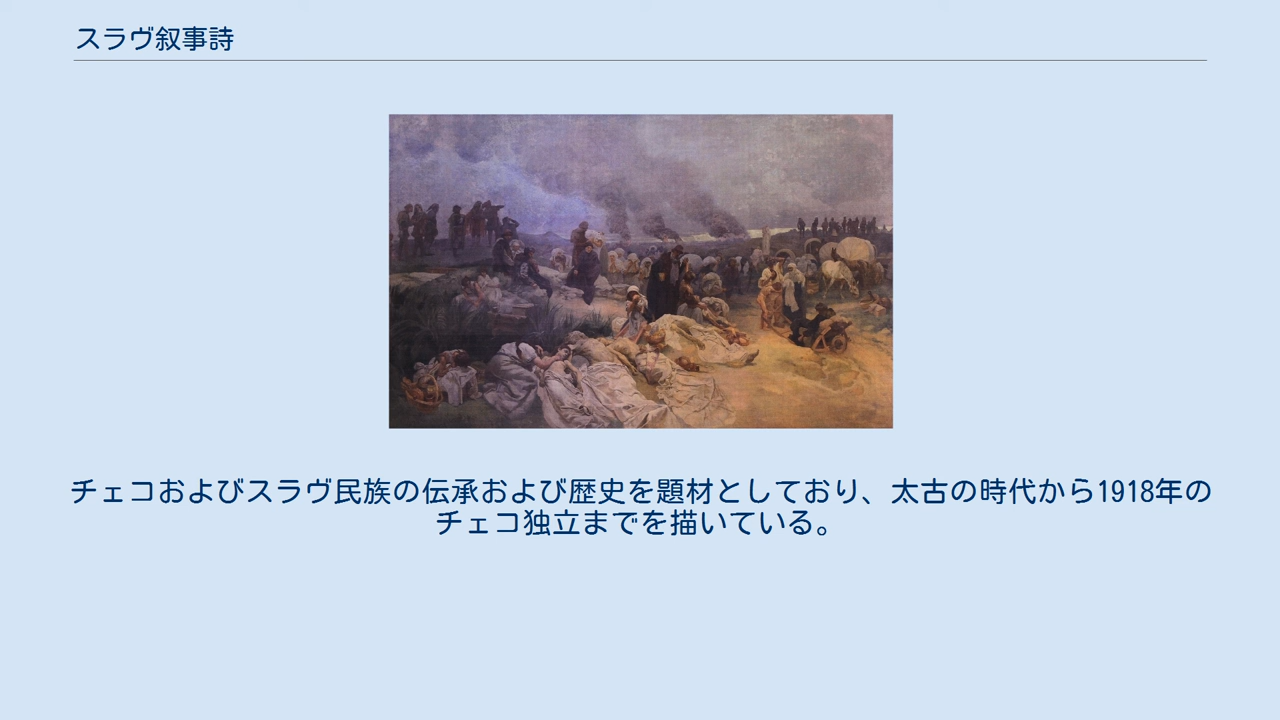 スラヴ叙事詩
チェコおよびスラヴ民族の伝承および歴史を題材としており、太古の時代から1918年の
チェコ独立までを描いている。